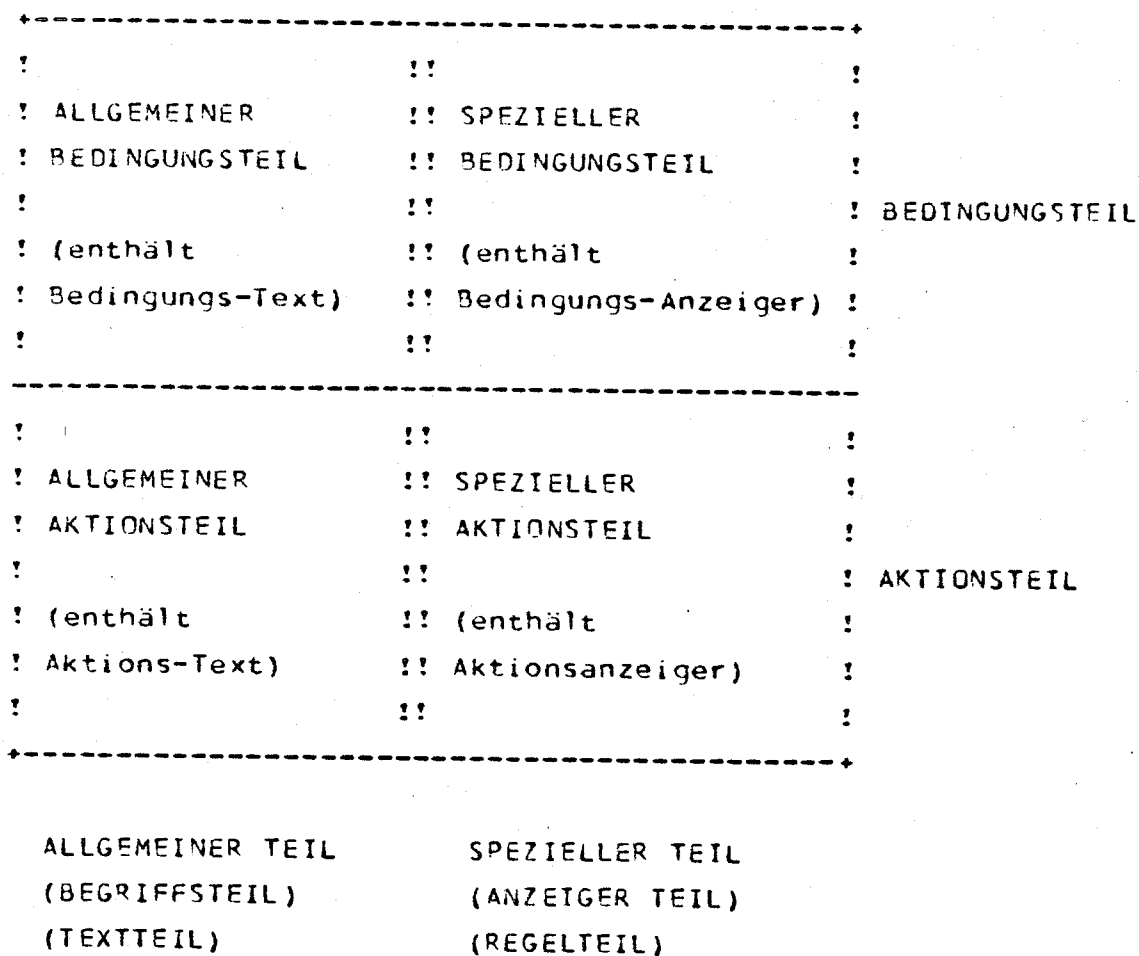 +---------------------------------------------+
!                    !!                       !
! ALLGEMEINER        !! SPEZIELLER            !
! BEDINGUNGSTEIL     !! BEDINGUNGSTEIL        !
!                    !!                       ! BEDINGUNGSTEIL
! (enthält           !! (enthält              !
! Bedingungs-Text)   !! Bedingungs-Anzeiger)  !
!                    !!                       !
-----------------------------------------------
!                    !!                       !
! ALLGEMEINER        !! SPEZIELLER            !
! AKTIONSTEIL        !! AKTIONSTEIL           !
!                    !!                       ! AKTIONSTEIL
! (enthält           !! (enthält              !
! Aktions-Text)      !! Aktionsanzeiger)      !
!                    !!                       !
+---------------------------------------------+
ALLGEMEINER TEIL       SPEZIELLER TEIL
(BEGRIFFSTEIL)         (ANZEIGER TEIL)
(TEXTTEIL)             (REGELTEIL)